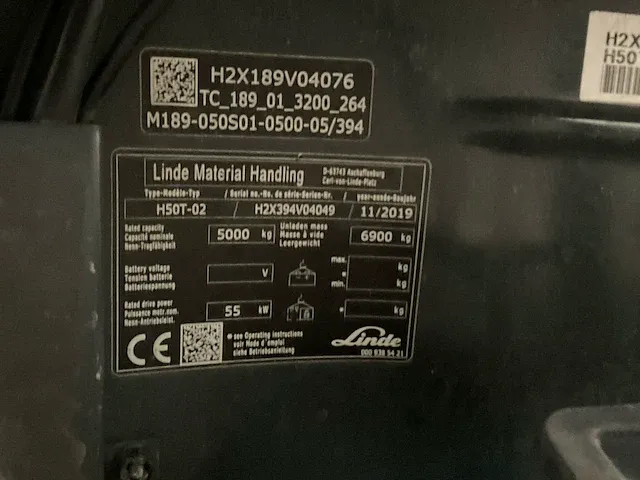 H2X189V04076
TC_189_01_3200_264
M189-050S01-0500-05/394
H2X
H50
Linde Material Handling
D-63743 Aschaffenburg
Carl-von-Linde-Platz
Type-Modèle-Typ / Serial no.-No. de série-Serien-Nr. / year-année-Baujahr
H50T-02 / H2X394V04049 / 11/2019
Rated capacity
Capacité nominale
Nenn-Tragfähigkeit
5000 kg
Unladen mass
Masse à vide
Leergewicht
6900 kg
Battery voltage
Tension batterie
Batteriespannung
V
max. kg
*
min. kg
Rated drive power
Puissance motr.nom.
Nenn-Antriebsleist.
55 kW
* kg
CE
* see Operating instructions
voir Mode d'emploi
siehe Betriebsanleitung
Linde
000 838 54 21